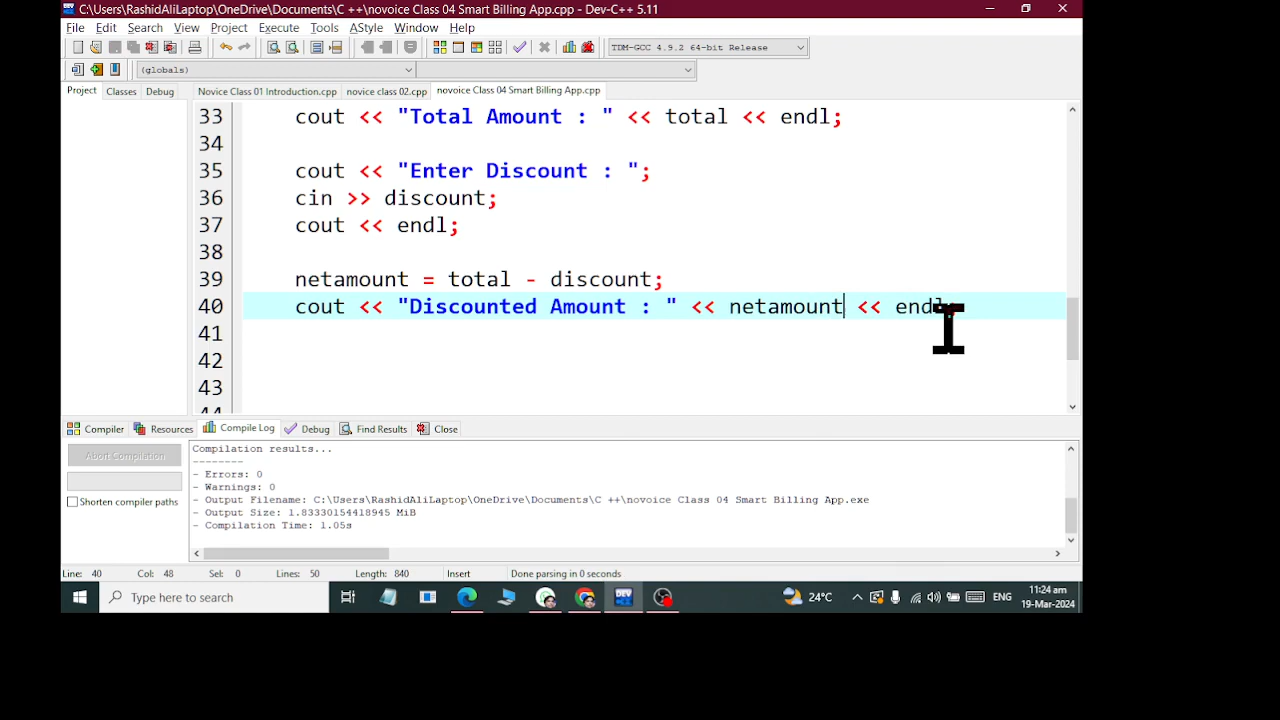 C:\Users\RashidAliLaptop\OneDrive\Documents\C ++\novoice Class 04 Smart Billing App.cpp - Dev-C++ 5.11
File Edit Search View Project Execute Tools AStyle Window Help
TDM-GCC 4.9.2 64-bit Release
(globals)
Project Classes Debug Novice Class 01 Introduction.cpp novice class 02.cpp novoice Class 04 Smart Billing App.cpp
33 cout << "Total Amount : " << total << endl;
34
35 cout << "Enter Discount : ";
36 cin >> discount;
37 cout << endl;
38
39 netamount = total - discount;
40 cout << "Discounted Amount : " << netamount << endl;
41
42
43
44
Compiler Resources Compile Log Debug Find Results Close
Abort Compilation
Shorten compiler paths
Compilation results...
--------
- Errors: 0
- Warnings: 0
- Output Filename: C:\Users\RashidAliLaptop\OneDrive\Documents\C ++\novoice Class 04 Smart Billing App.exe
- Output Size: 1.83330154418945 MiB
- Compilation Time: 1.05s
Line: 40 Col: 48 Sel: 0 Lines: 50 Length: 840 Insert Done parsing in 0 seconds
Type here to search
DEV
24°C
ENG
11:24 am
19-Mar-2024